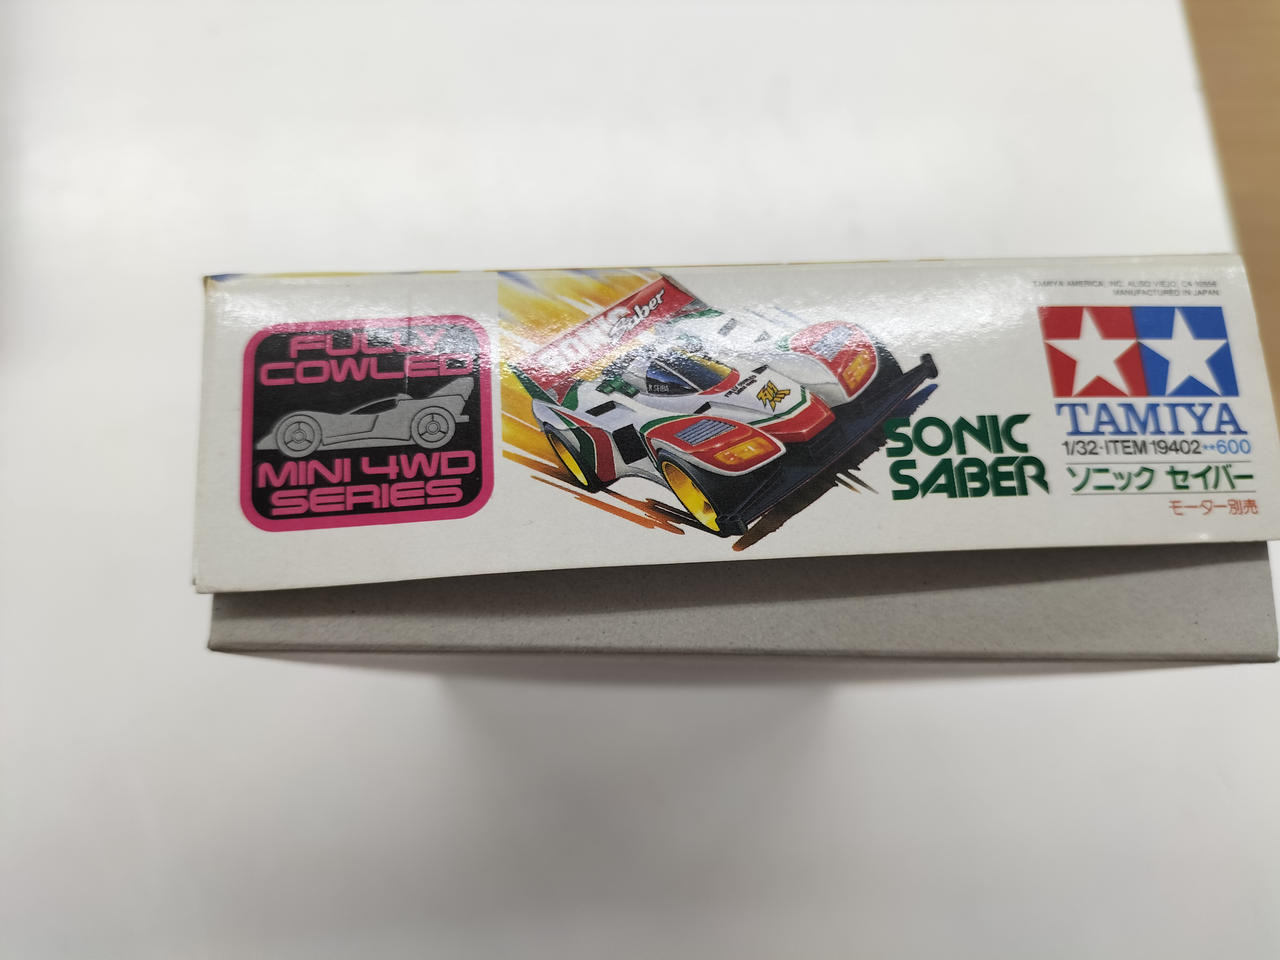 FULLY
COWLED
MINI 4WD
SERIES
Saber
SONIC
SABER
TAMIYA AMERICA, INC. ALISO VIEJO, CA 92656
MANUFACTURED IN JAPAN
TAMIYA
1/32·ITEM 19402**600
ソニック セイバー
モーター別売